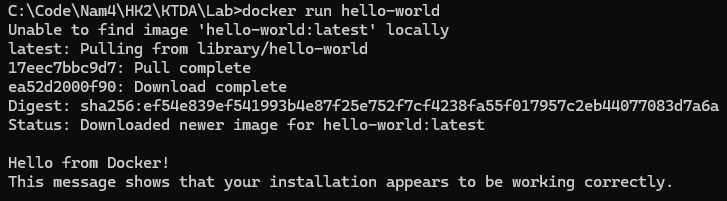 C:\Code\Nam4\HK2\KTDA\Lab>docker run hello-world
Unable to find image 'hello-world:latest' locally
latest: Pulling from library/hello-world
17eec7bbc9d7: Pull complete
ea52d2000f90: Download complete
Digest: sha256:ef54e839ef541993b4e87f25e752f7cf4238fa55f017957c2eb44077083d7a6a
Status: Downloaded newer image for hello-world:latest
Hello from Docker!
This message shows that your installation appears to be working correctly.